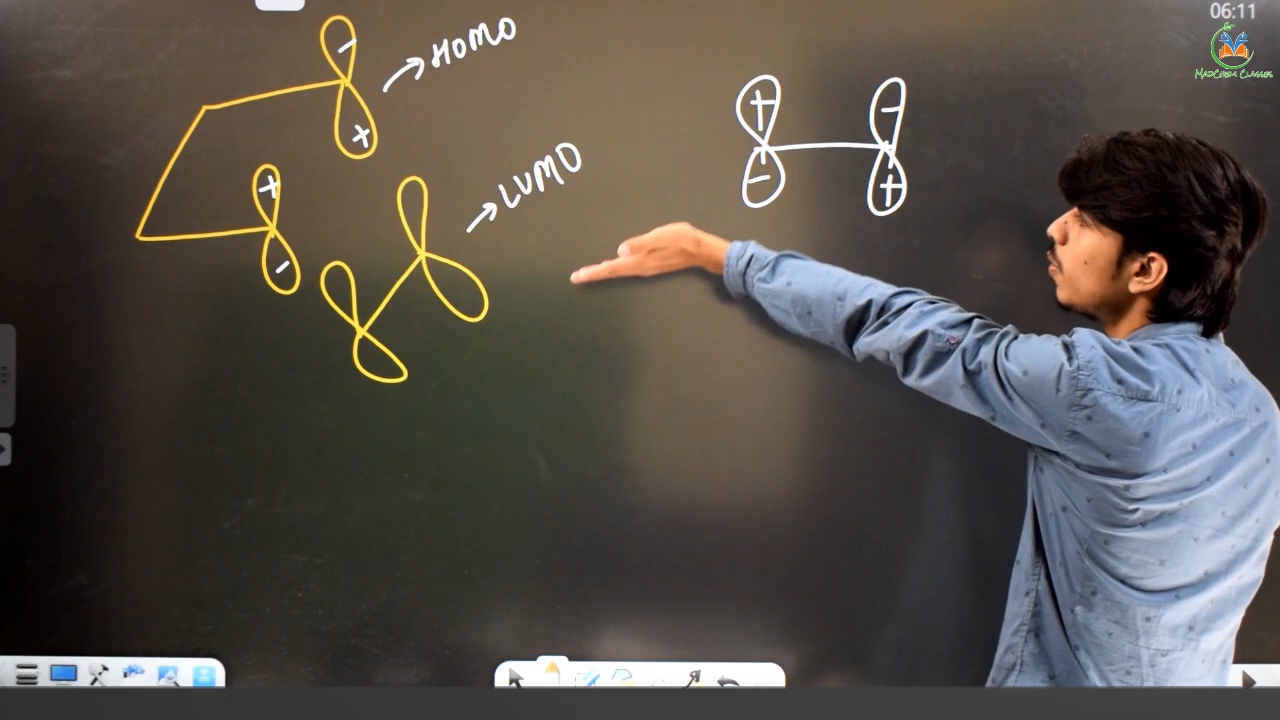 06:11
MadChem Classes
−
→ HOMO
+
+
−
→ LUMO
+ −
− +